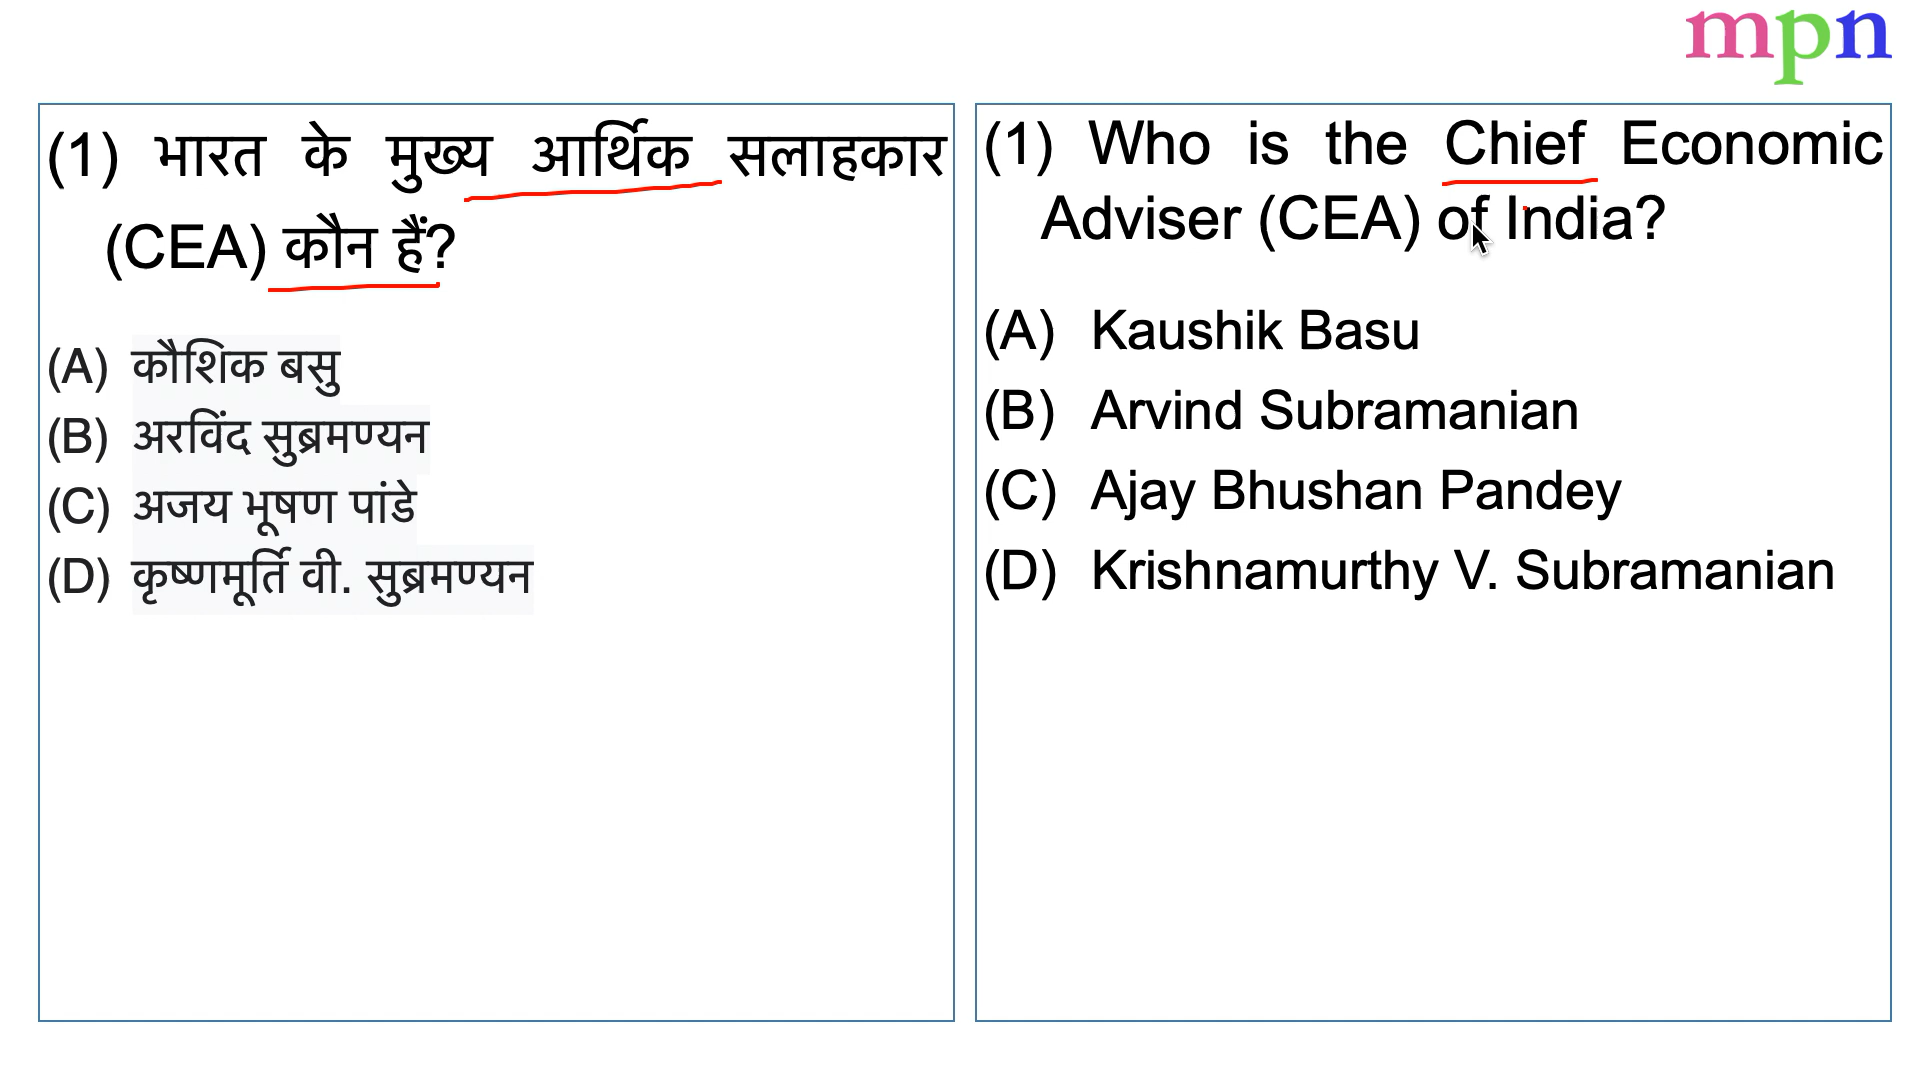 mpn
(1) भारत के मुख्य आर्थिक सलाहकार
(CEA) कौन हैं?
(A) कौशिक बसु
(B) अरविंद सुब्रमण्यन
(C) अजय भूषण पांडे
(D) कृष्णमूर्ति वी. सुब्रमण्यन
(1) Who is the Chief Economic
Adviser (CEA) of India?
(A) Kaushik Basu
(B) Arvind Subramanian
(C) Ajay Bhushan Pandey
(D) Krishnamurthy V. Subramanian